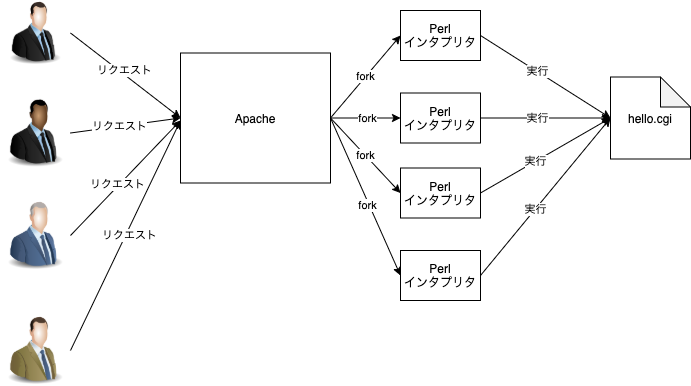 リクエスト
リクエスト
リクエスト
リクエスト
Apache
fork
fork
fork
fork
Perl
インタプリタ
Perl
インタプリタ
Perl
インタプリタ
Perl
インタプリタ
実行
実行
実行
実行
hello.cgi